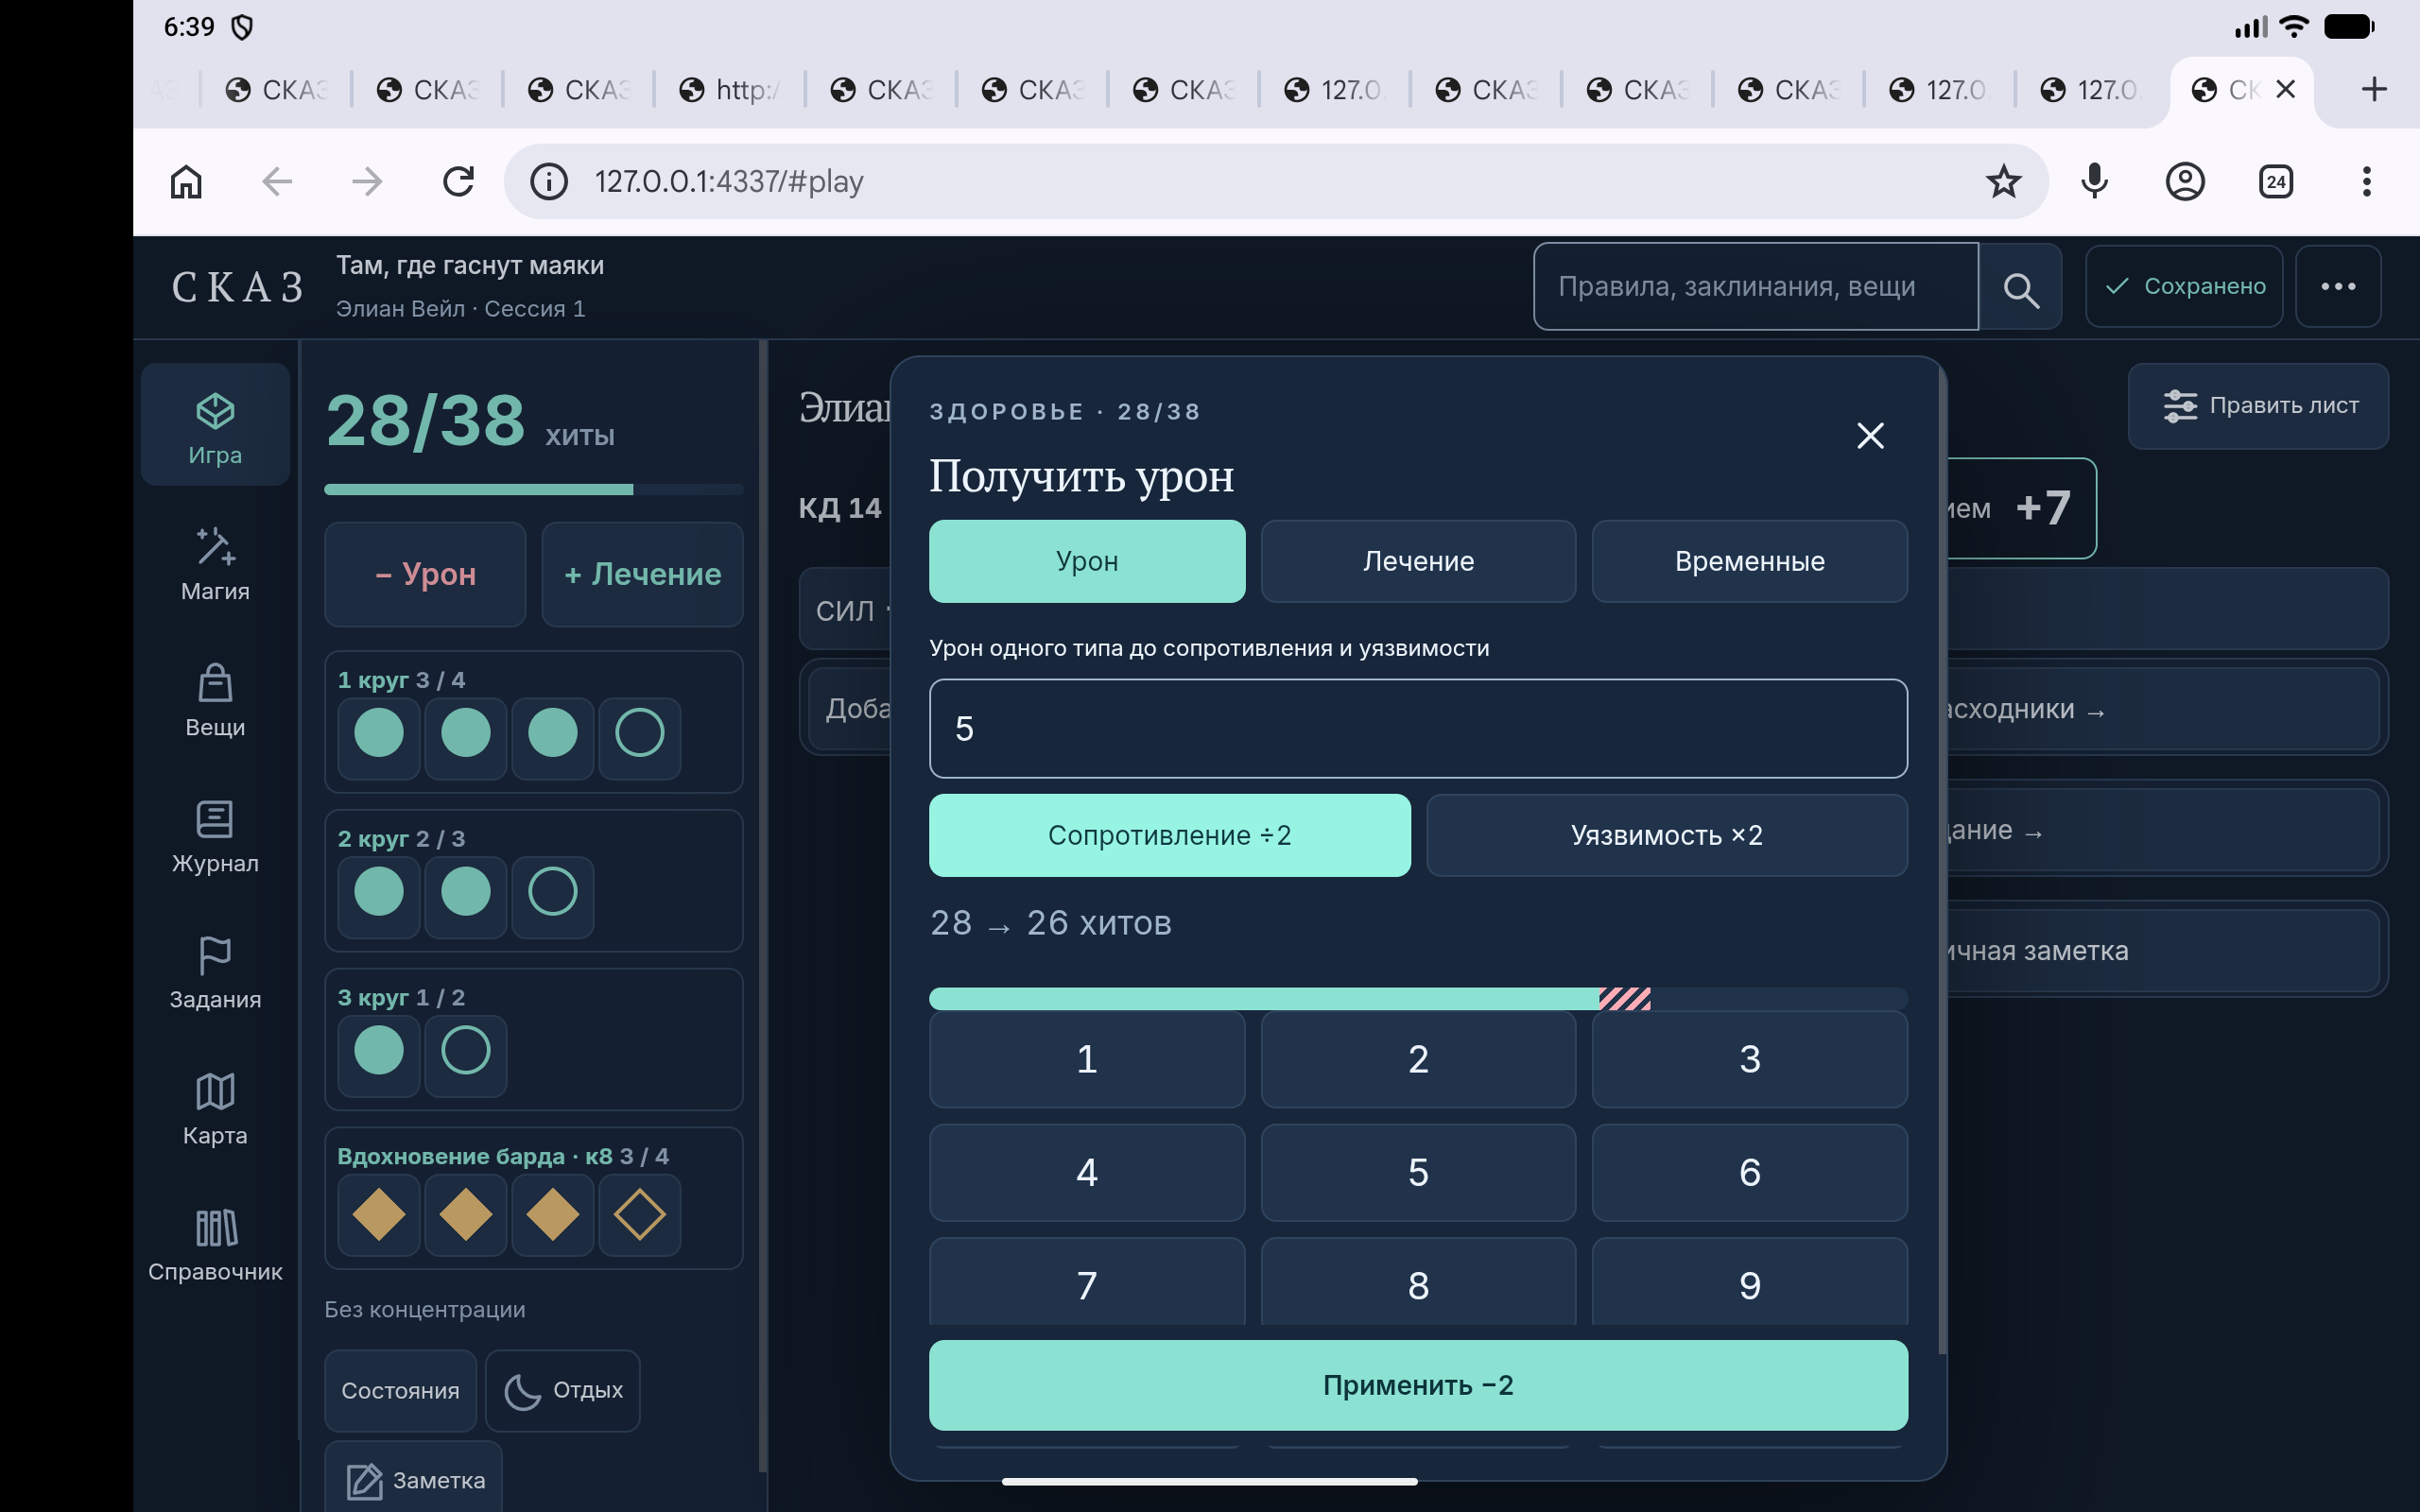 6:39
СКАЗ
СКАЗ
СКАЗ
http:/
СКАЗ
СКАЗ
СКАЗ
127.0
СКАЗ
СКАЗ
СКАЗ
127.0
127.0
СК
127.0.0.1:4337/#play
24
СКАЗ
Там, где гаснут маяки
Элиан Вейл · Сессия 1
Правила, заклинания, вещи
Сохранено
Игра
Магия
Вещи
Журнал
Задания
Карта
Справочник
28/38 хиты
− Урон
+ Лечение
1 круг 3 / 4
2 круг 2 / 3
3 круг 1 / 2
Вдохновение барда · к8 3 / 4
Без концентрации
Состояния
Отдых
Заметка
КД 14
СИЛ
Править лист
+7
→
→
заметка
ЗДОРОВЬЕ · 28/38
Получить урон
Урон
Лечение
Временные
Урон одного типа до сопротивления и уязвимости
5
Сопротивление ÷2
Уязвимость ×2
28 → 26 хитов
1
2
3
4
5
6
7
8
9
Применить −2